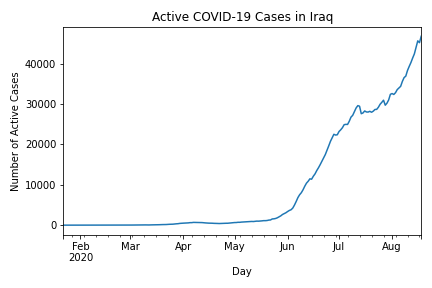 Active COVID-19 Cases in Iraq
Number of Active Cases
40000
30000
20000
10000
0
Feb Mar Apr May Jun Jul Aug
2020
Day